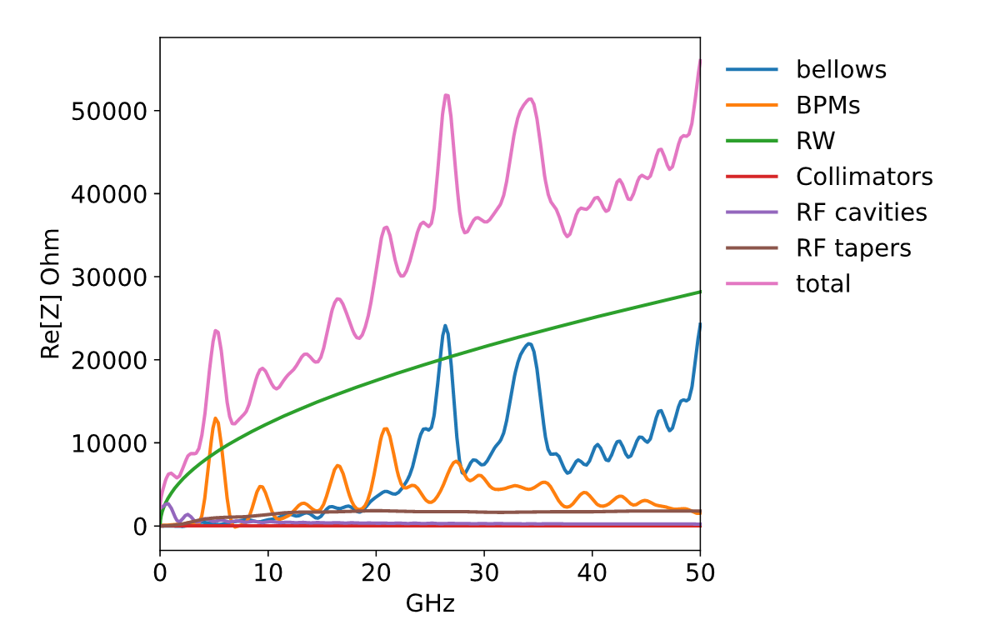 50000
40000
30000
20000
10000
0
Re[Z] Ohm
0 10 20 30 40 50
GHz
bellows
BPMs
RW
Collimators
RF cavities
RF tapers
total